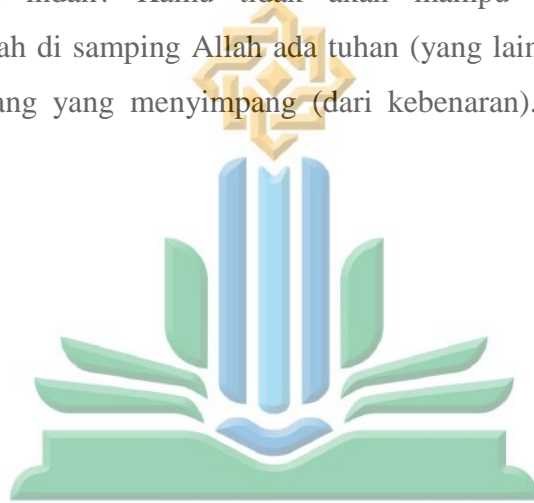 indah? Kamu tidak akan mampu
ah di samping Allah ada tuhan (yang lain
ang yang menyimpang (dari kebenaran).